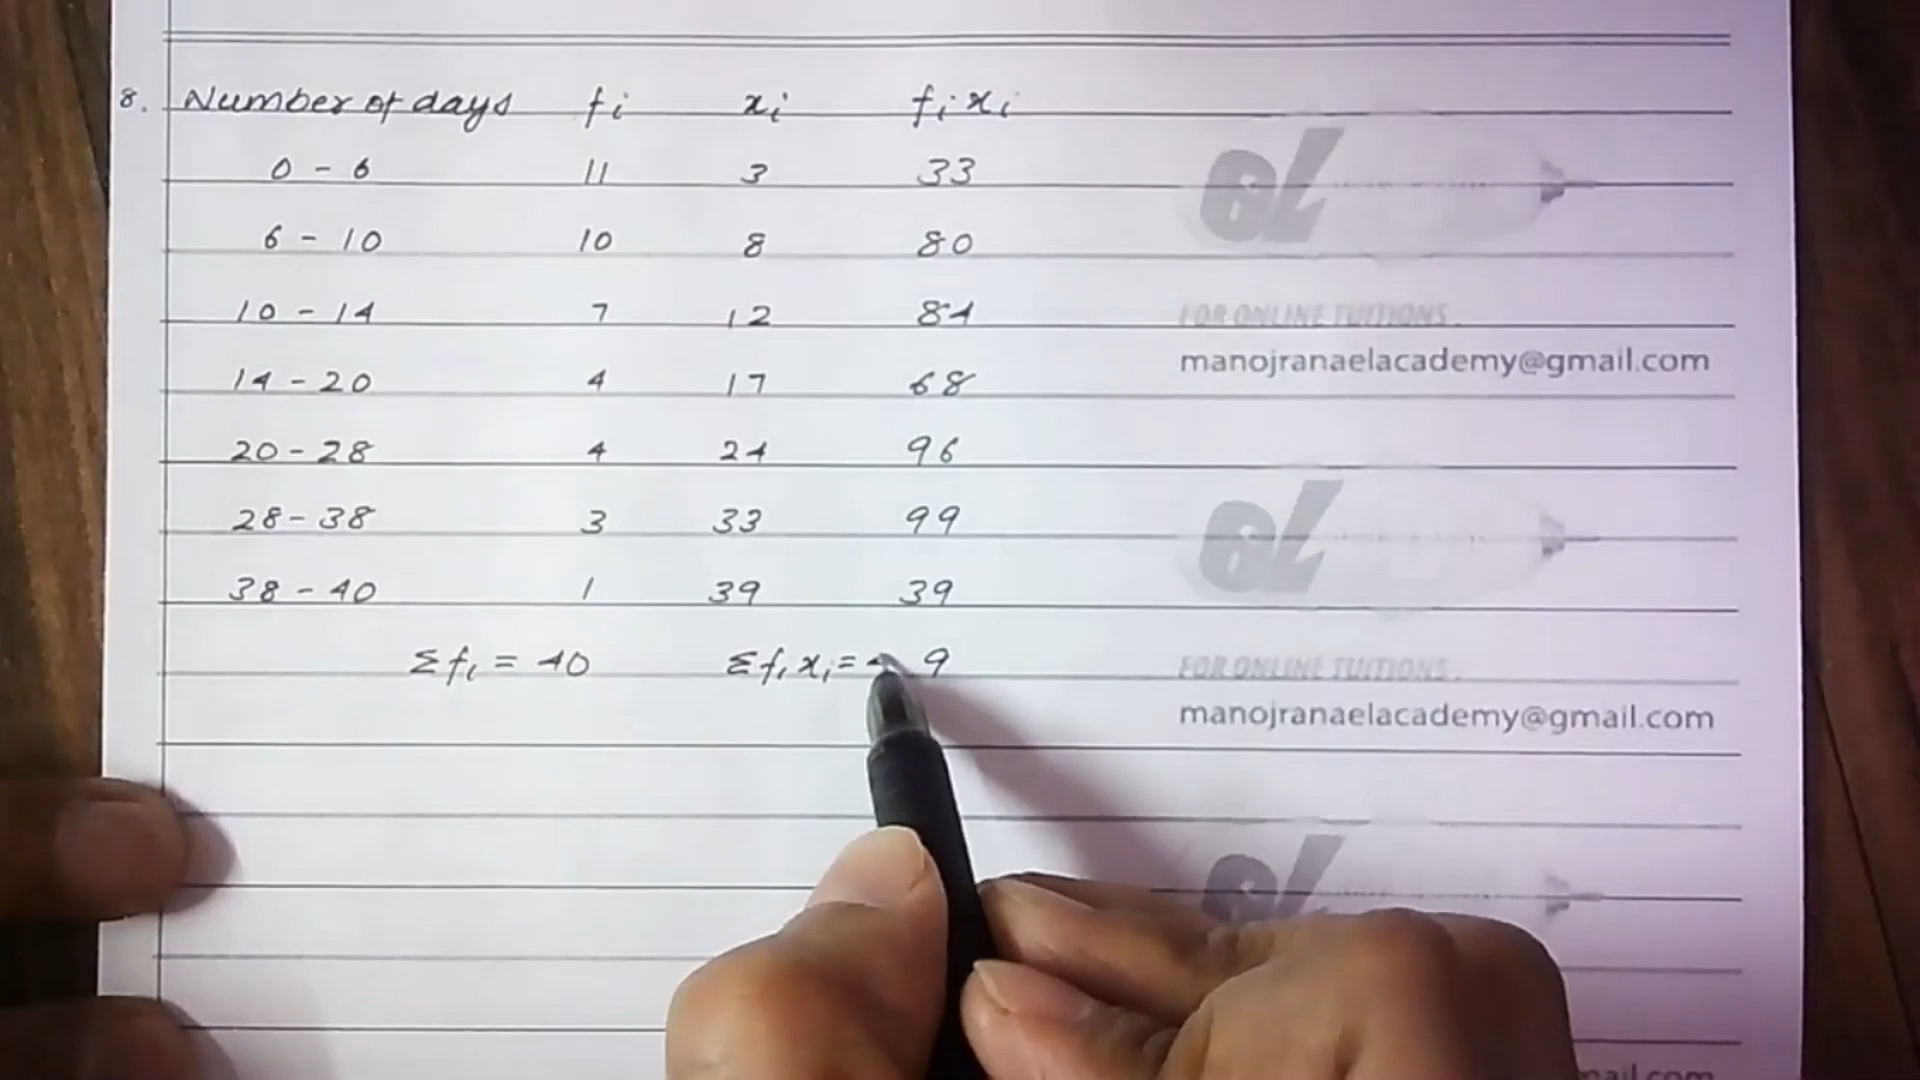 8. Number of days fi xi fixi
0 - 6 11 3 33
6 - 10 10 8 80
10 - 14 7 12 84
14 - 20 4 17 68
20 - 28 4 24 96
28 - 38 3 33 99
38 - 40 1 39 39
Σfi = 40 Σfixi = 9
FOR ONLINE TUITIONS
manojranaelacademy@gmail.com
FOR ONLINE TUITIONS
manojranaelacademy@gmail.com